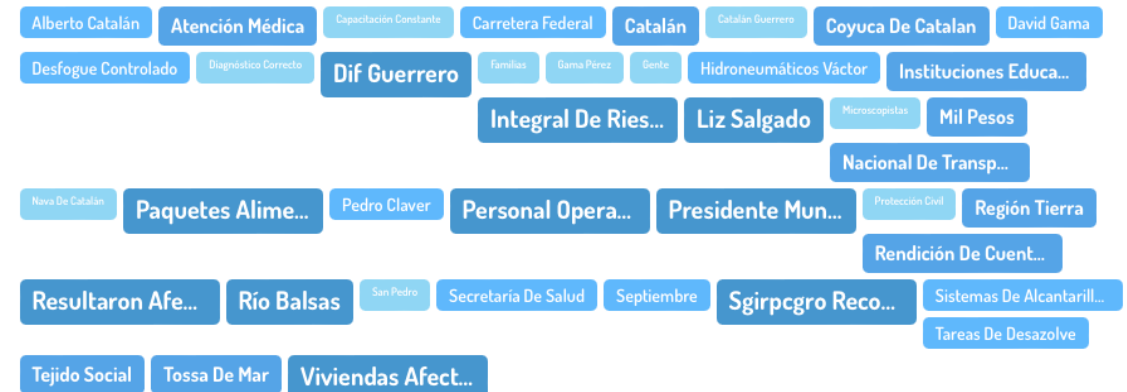 Alberto Catalán Atención Médica Capacitación Constante Carretera Federal Catalán Catalán Guerrero Coyuca De Catalan David Gama
Desfogue Controlado Diagnóstico Correcto Dif Guerrero Familias Gama Pérez Gente Hidroneumáticos Váctor Instituciones Educa...
Integral De Ries... Liz Salgado Microscopistas Mil Pesos
Nacional De Transp...
Nava De Catalán Paquetes Alime... Pedro Claver Personal Opera... Presidente Mun... Protección Civil Región Tierra
Rendición De Cuent...
Resultaron Afe... Río Balsas San Pedro Secretaría De Salud Septiembre Sgirpcgro Reco... Sistemas De Alcantarill...
Tareas De Desazolve
Tejido Social Tossa De Mar Viviendas Afect...